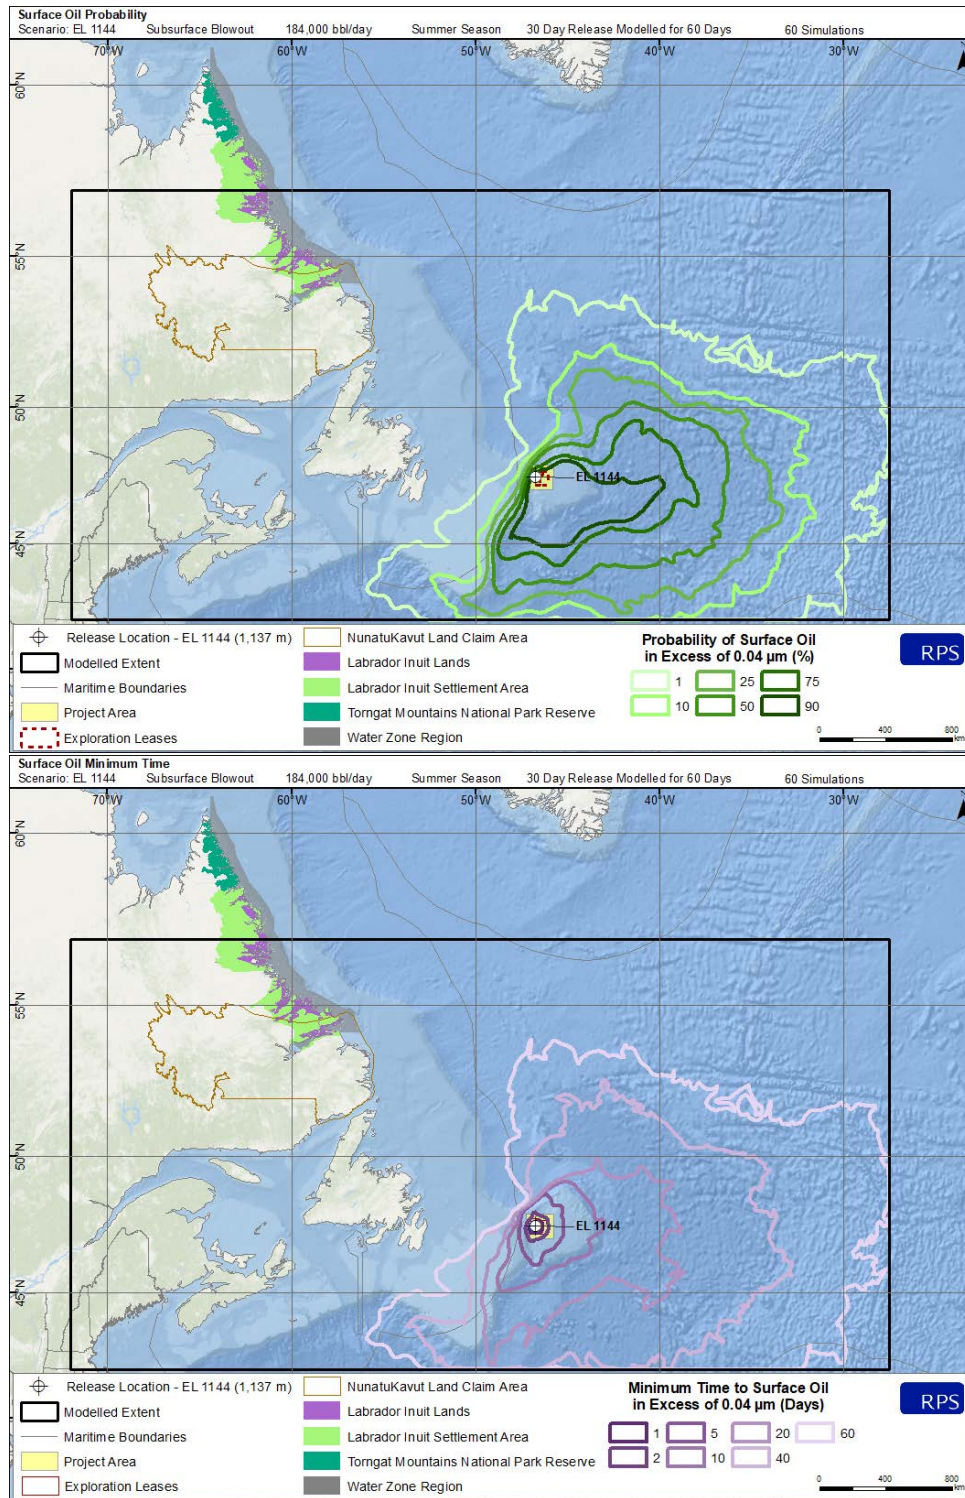 Surface Oil Probability
Scenario: EL 1144 Subsurface Blowout 184,000 bbl/day Summer Season 30 Day Release Modelled for 60 Days 60 Simulations
70°W 60°W 50°W 40°W 30°W
60°N
55°N
50°N
EL 1144
45°N
Release Location - EL 1144 (1,137 m)
Modelled Extent
Maritime Boundaries
Project Area
Exploration Leases
NunatuKavut Land Claim Area
Labrador Inuit Lands
Labrador Inuit Settlement Area
Torngat Mountains National Park Reserve
Water Zone Region
Probability of Surface Oil
in Excess of 0.04 µm (%)
1 25 75
10 50 90
RPS
0 400 800
km
Surface Oil Minimum Time
Scenario: EL 1144 Subsurface Blowout 184,000 bbl/day Summer Season 30 Day Release Modelled for 60 Days 60 Simulations
70°W 60°W 50°W 40°W 30°W
60°N
55°N
50°N
EL 1144
45°N
Release Location - EL 1144 (1,137 m)
Modelled Extent
Maritime Boundaries
Project Area
Exploration Leases
NunatuKavut Land Claim Area
Labrador Inuit Lands
Labrador Inuit Settlement Area
Torngat Mountains National Park Reserve
Water Zone Region
Minimum Time to Surface Oil
in Excess of 0.04 µm (Days)
1 5 20 60
2 10 40
RPS
0 400 800
km